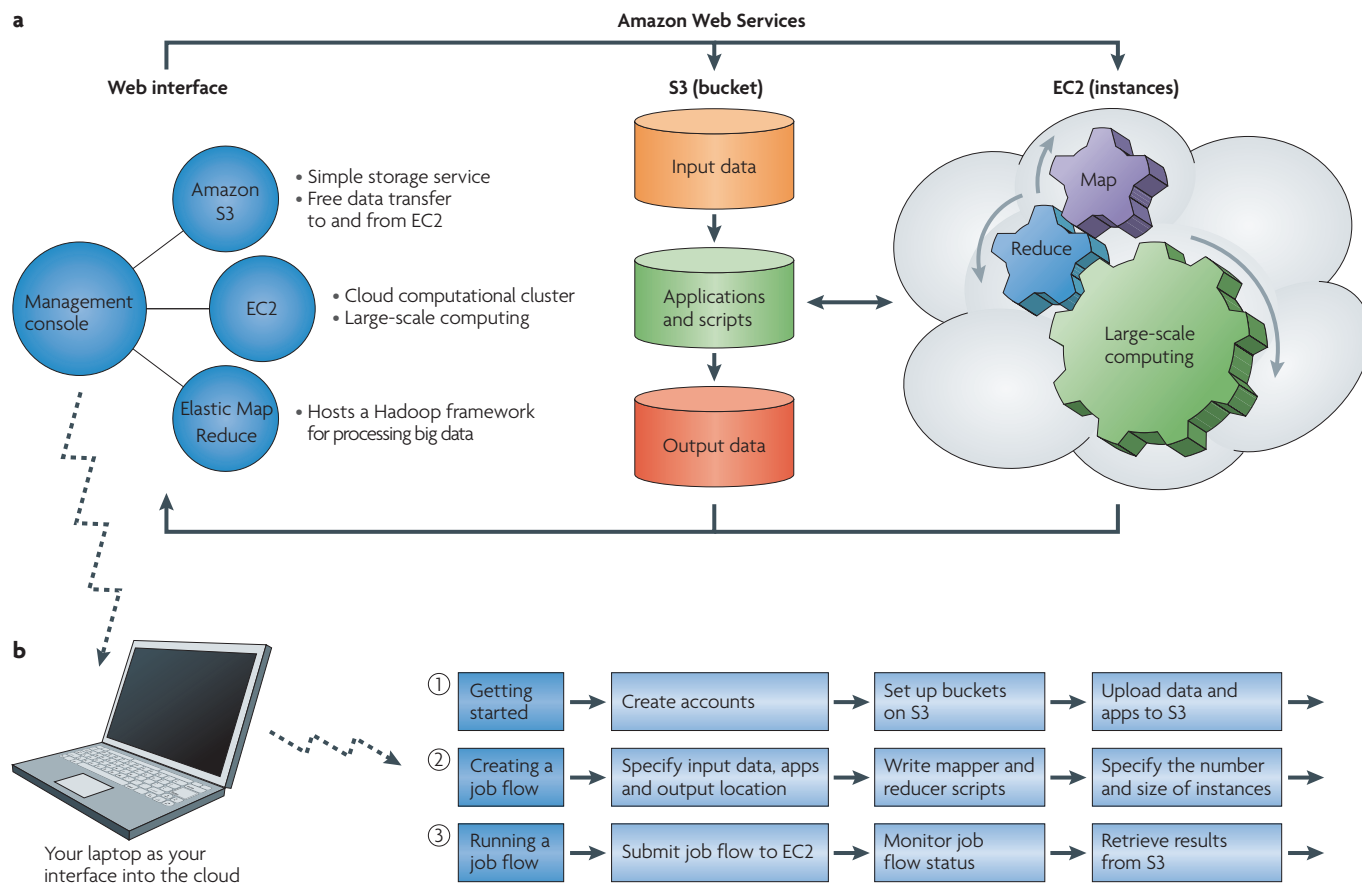 a
Amazon Web Services
Web interface
S3 (bucket)
EC2 (instances)
Amazon
S3
• Simple storage service
• Free data transfer
to and from EC2
Management
console
EC2
• Cloud computational cluster
• Large-scale computing
Elastic Map
Reduce
• Hosts a Hadoop framework
for processing big data
Input data
Applications
and scripts
Output data
Map
Reduce
Large-scale
computing
b
Your laptop as your
interface into the cloud
①
Getting
started
Create accounts
Set up buckets
on S3
Upload data and
apps to S3
②
Creating a
job flow
Specify input data, apps
and output location
Write mapper and
reducer scripts
Specify the number
and size of instances
③
Running a
job flow
Submit job flow to EC2
Monitor job
flow status
Retrieve results
from S3